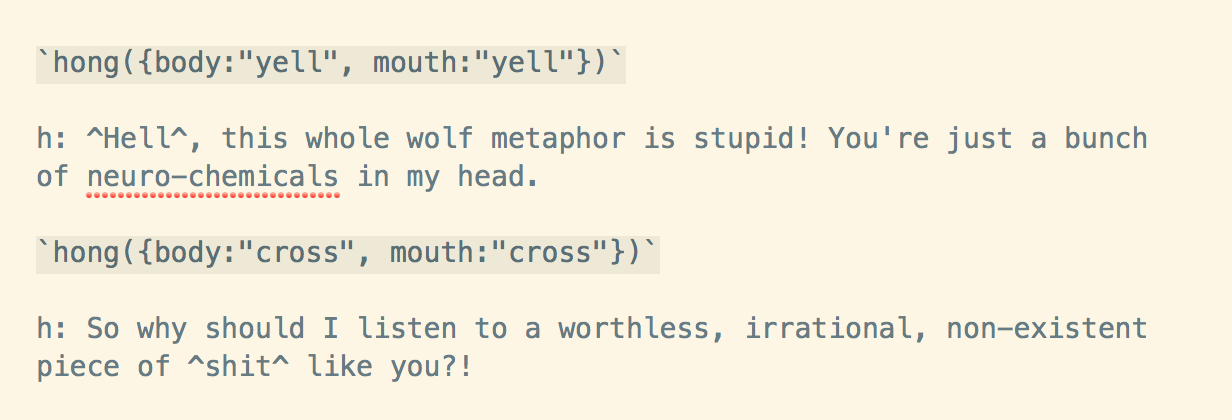 `hong({body:"yell", mouth:"yell"})`
h: ^Hell^, this whole wolf metaphor is stupid! You're just a bunch
of neuro-chemicals in my head.
`hong({body:"cross", mouth:"cross"})`
h: So why should I listen to a worthless, irrational, non-existent
piece of ^shit^ like you?!